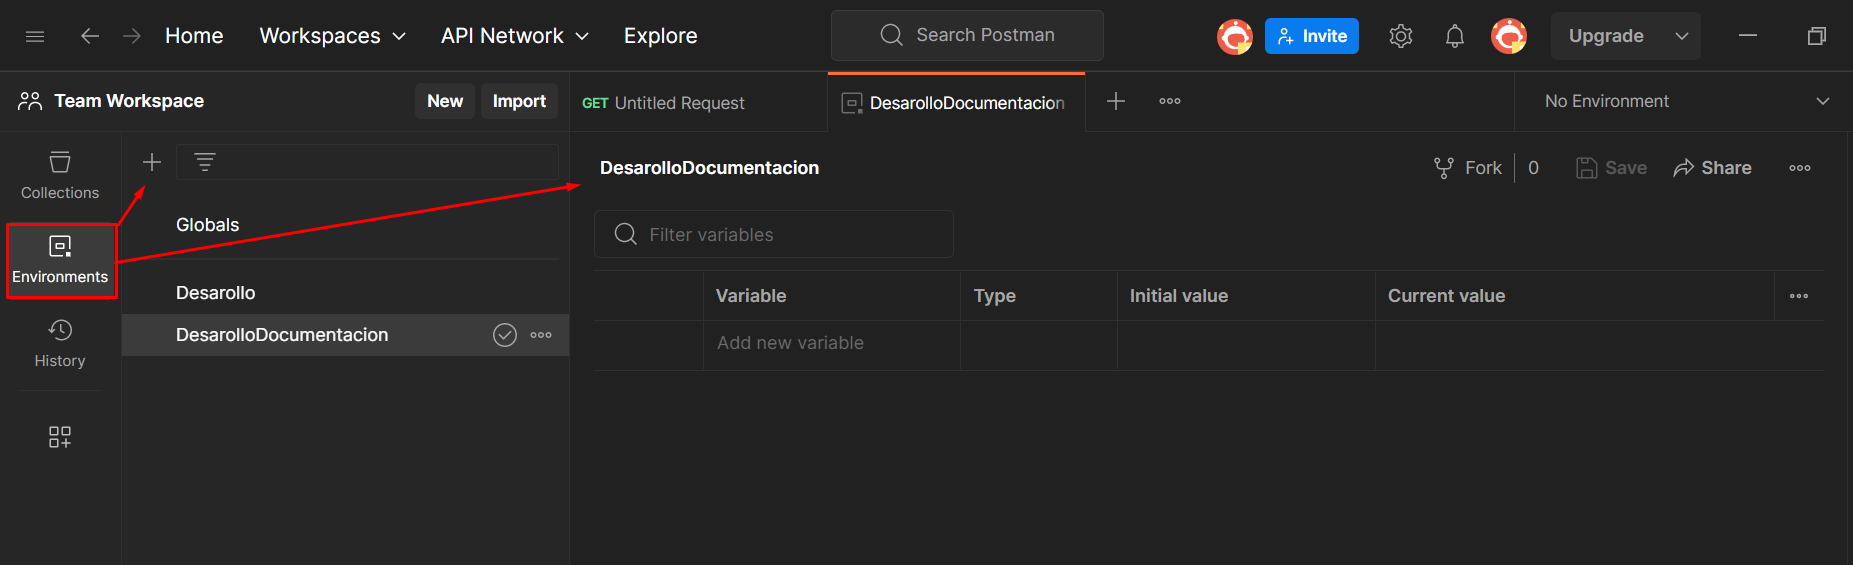 Home Workspaces API Network Explore Search Postman Invite Upgrade
Team Workspace New Import
GET Untitled Request DesarolloDocumentacion No Environment
Collections
Environments
History
Globals
Desarollo
DesarolloDocumentacion
DesarolloDocumentacion Fork 0 Save Share
Filter variables
Variable Type Initial value Current value
Add new variable